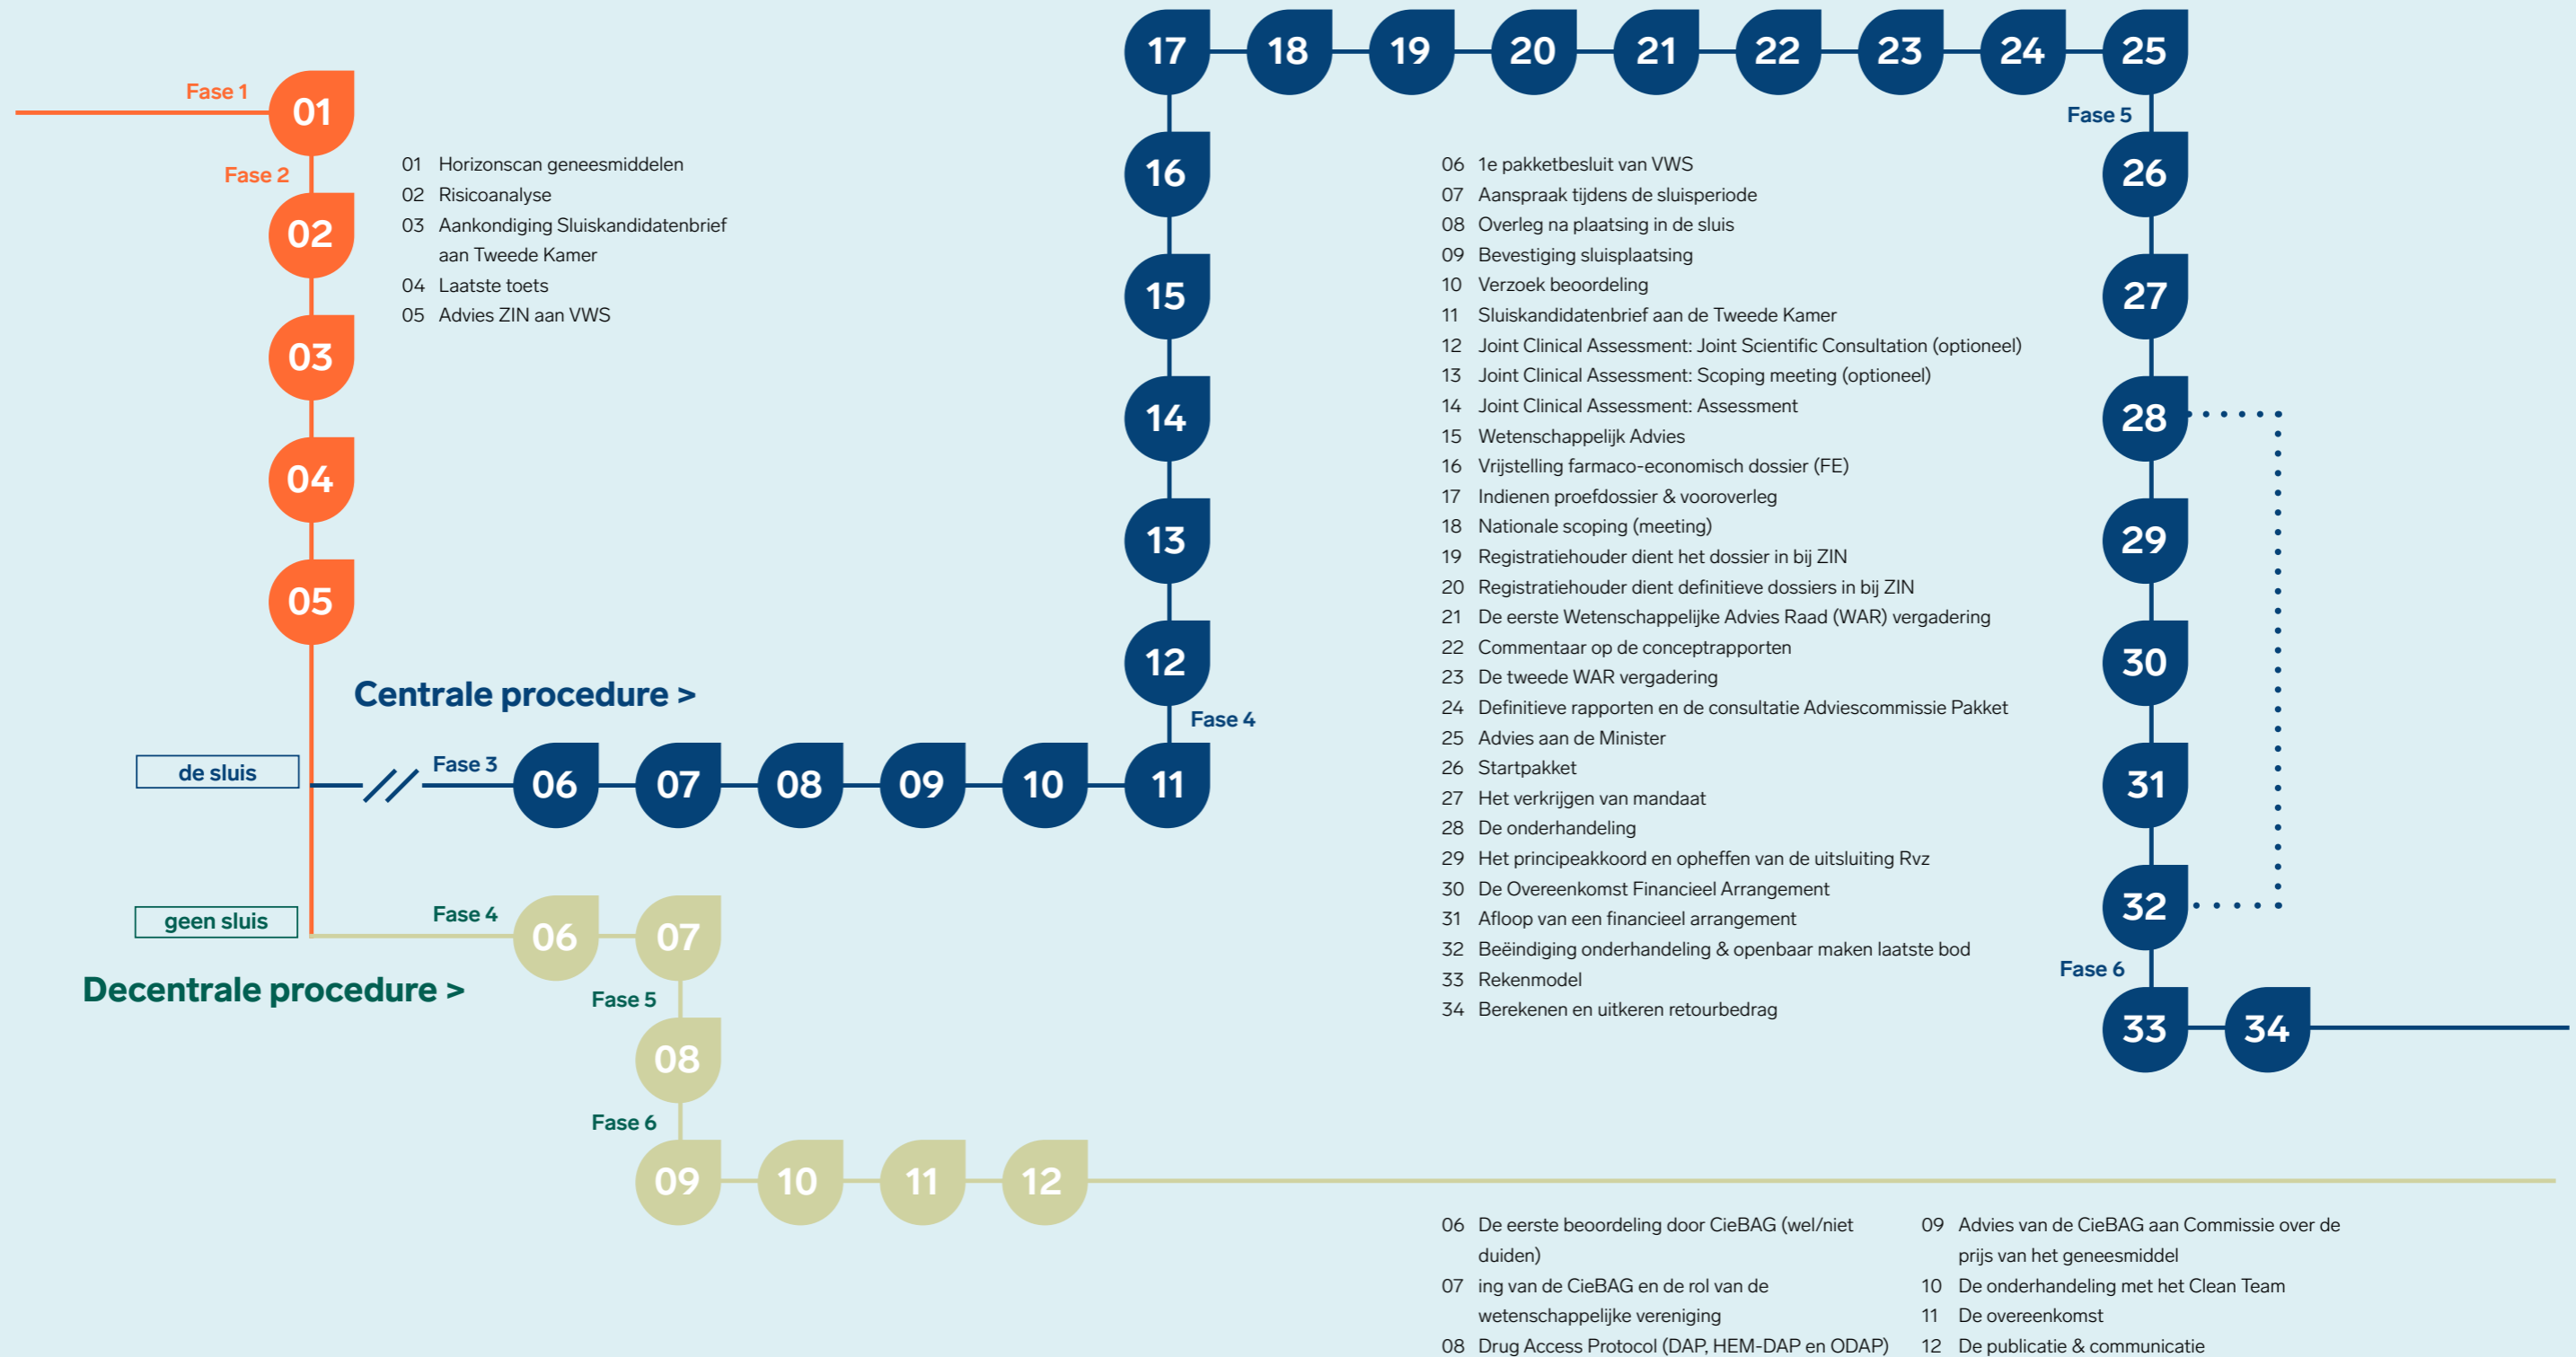 Fase 1
01
Fase 2
02
03
04
05
01 Horizonscan geneesmiddelen
02 Risicoanalyse
03 Aankondiging Sluiskandidatenbrief
aan Tweede Kamer
04 Laatste toets
05 Advies ZIN aan VWS
Centrale procedure >
de sluis
Fase 3
06
07
08
09
10
11
Fase 4
12
13
14
15
16
17
18
19
20
21
22
23
24
25
Fase 5
26
27
28
29
30
31
32
Fase 6
33
34
06 1e pakketbesluit van VWS
07 Aanspraak tijdens de sluisperiode
08 Overleg na plaatsing in de sluis
09 Bevestiging sluisplaatsing
10 Verzoek beoordeling
11 Sluiskandidatenbrief aan de Tweede Kamer
12 Joint Clinical Assessment: Joint Scientific Consultation (optioneel)
13 Joint Clinical Assessment: Scoping meeting (optioneel)
14 Joint Clinical Assessment: Assessment
15 Wetenschappelijk Advies
16 Vrijstelling farmaco-economisch dossier (FE)
17 Indienen proefdossier & vooroverleg
18 Nationale scoping (meeting)
19 Registratiehouder dient het dossier in bij ZIN
20 Registratiehouder dient definitieve dossiers in bij ZIN
21 De eerste Wetenschappelijke Advies Raad (WAR) vergadering
22 Commentaar op de conceptrapporten
23 De tweede WAR vergadering
24 Definitieve rapporten en de consultatie Adviescommissie Pakket
25 Advies aan de Minister
26 Startpakket
27 Het verkrijgen van mandaat
28 De onderhandeling
29 Het principeakkoord en opheffen van de uitsluiting Rvz
30 De Overeenkomst Financieel Arrangement
31 Afloop van een financieel arrangement
32 Beëindiging onderhandeling & openbaar maken laatste bod
33 Rekenmodel
34 Berekenen en uitkeren retourbedrag
geen sluis
Decentrale procedure >
Fase 4
06
07
Fase 5
08
Fase 6
09
10
11
12
06 De eerste beoordeling door CieBAG (wel/niet
duiden)
07 ing van de CieBAG en de rol van de
wetenschappelijke vereniging
08 Drug Access Protocol (DAP, HEM-DAP en ODAP)
09 Advies van de CieBAG aan Commissie over de
prijs van het geneesmiddel
10 De onderhandeling met het Clean Team
11 De overeenkomst
12 De publicatie & communicatie